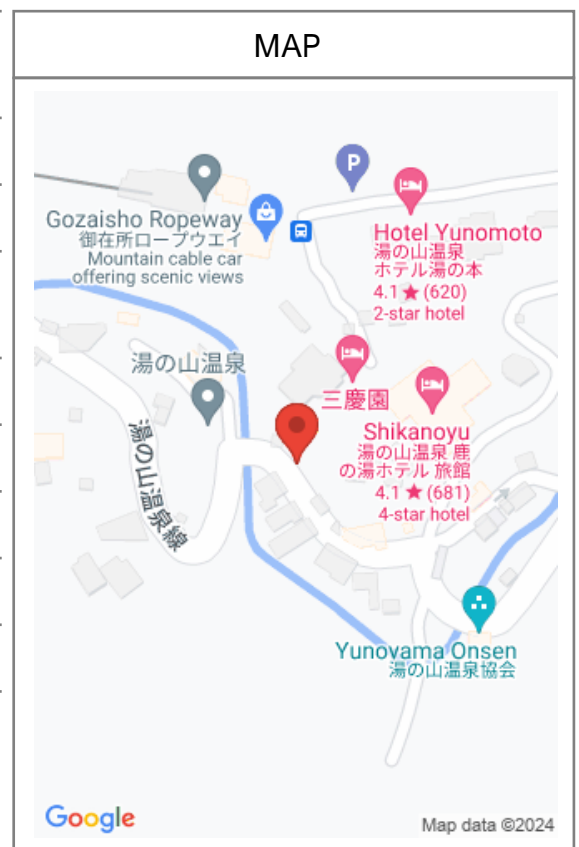 MAP
P
Gozaisho Ropeway
御在所ロープウエイ
Mountain cable car
offering scenic views
Hotel Yunomoto
湯の山温泉
ホテル湯の本
4.1★(620)
2-star hotel
湯の山温泉
三慶園
Shikanoyu
湯の山温泉 鹿
の湯ホテル 旅館
4.1★(681)
4-star hotel
湯の山温泉線
Yunoyama Onsen
湯の山温泉協会
Google
Map data ©2024